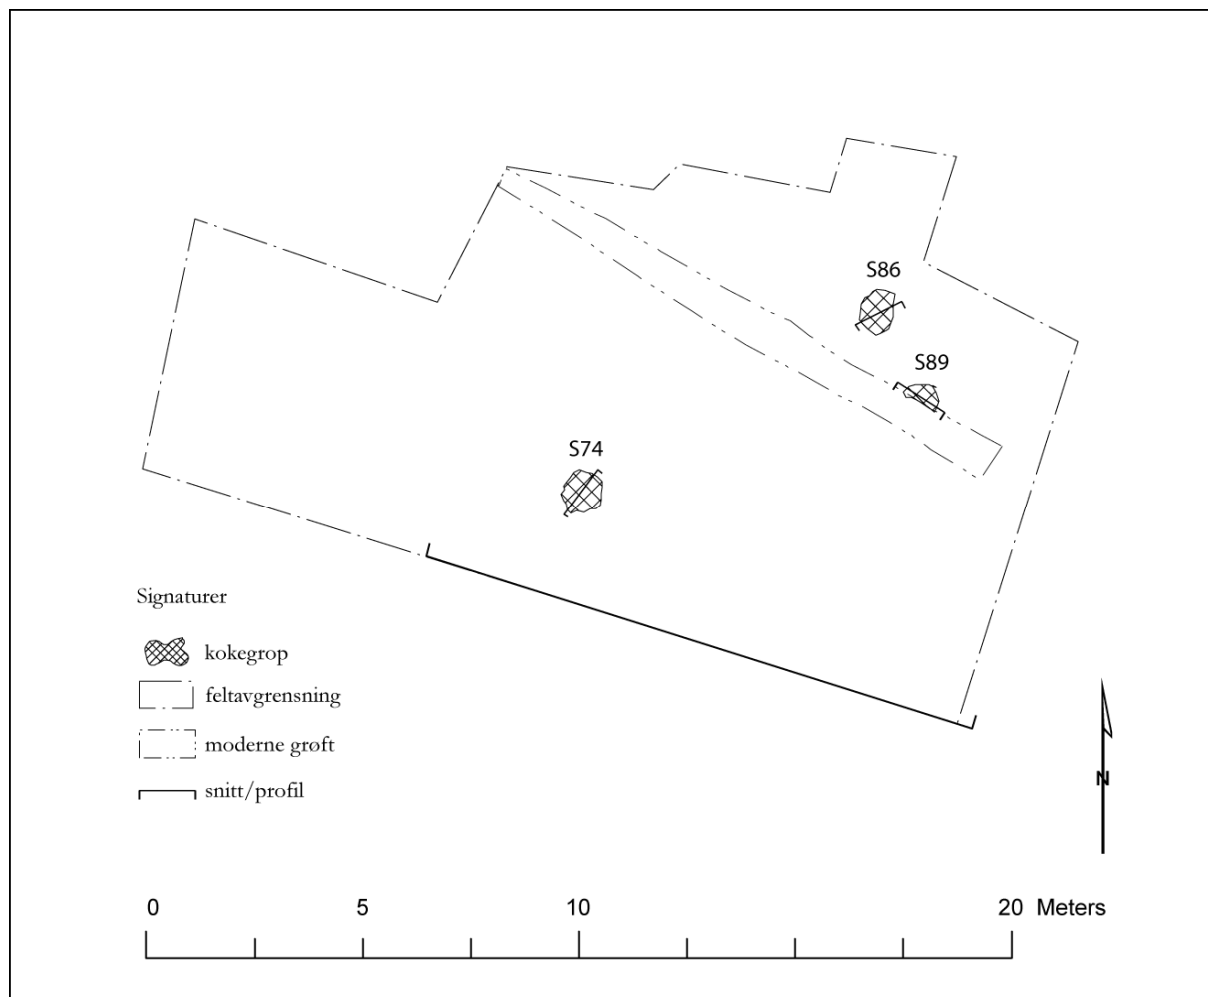 S86
S89
S74
Signaturer
kokegrop
feltavgrensning
moderne grøft
snitt/profil
N
0 5 10 20 Meters